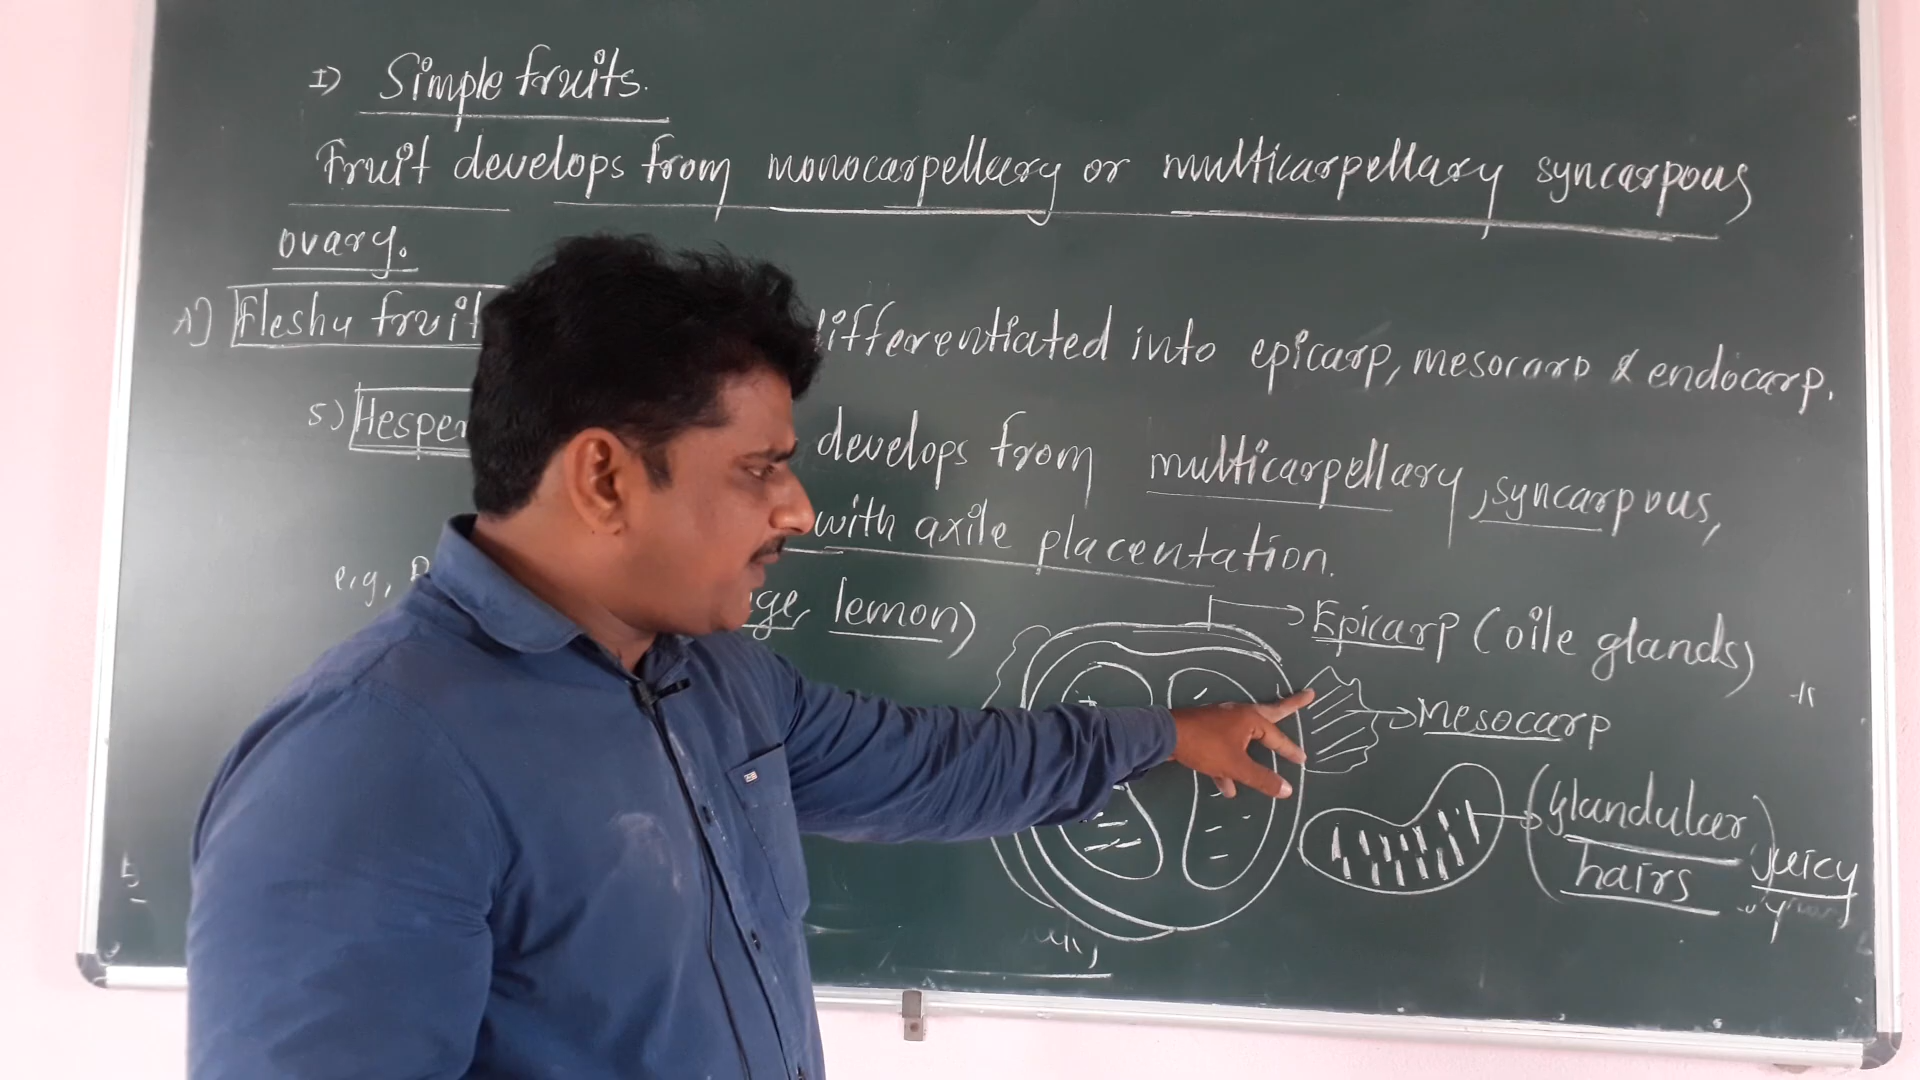 I) Simple fruits.
Fruit develops from monocarpellary or multicarpellary syncarpous
ovary.
A) Fleshy fruit differentiated into epicarp, mesocarp & endocarp.
5) Hesper develops from multicarpellary, syncarpous,
with axile placentation.
e.g, lemon)
Epicarp (oile glands)
Mesocarp
(Glandular
hairs)
Juicy